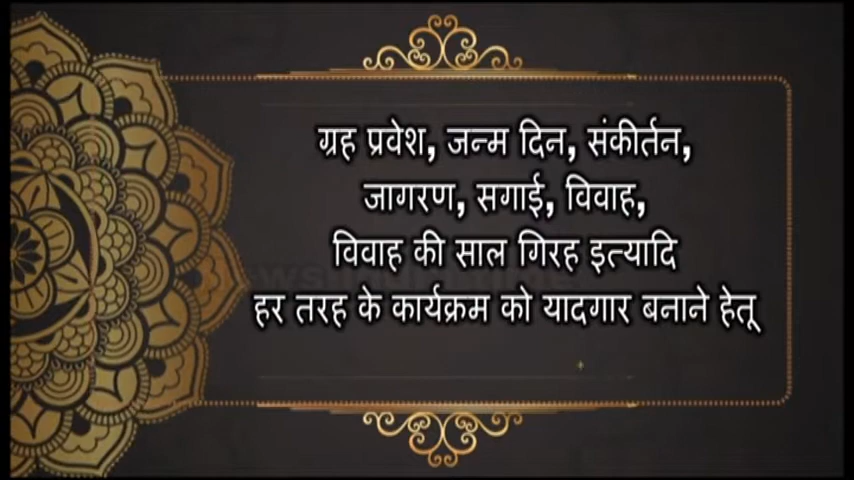 ग्रह प्रवेश, जन्म दिन, संकीर्तन,
जागरण, सगाई, विवाह,
विवाह की साल गिरह इत्यादि
हर तरह के कार्यक्रम को यादगार बनाने हेतू